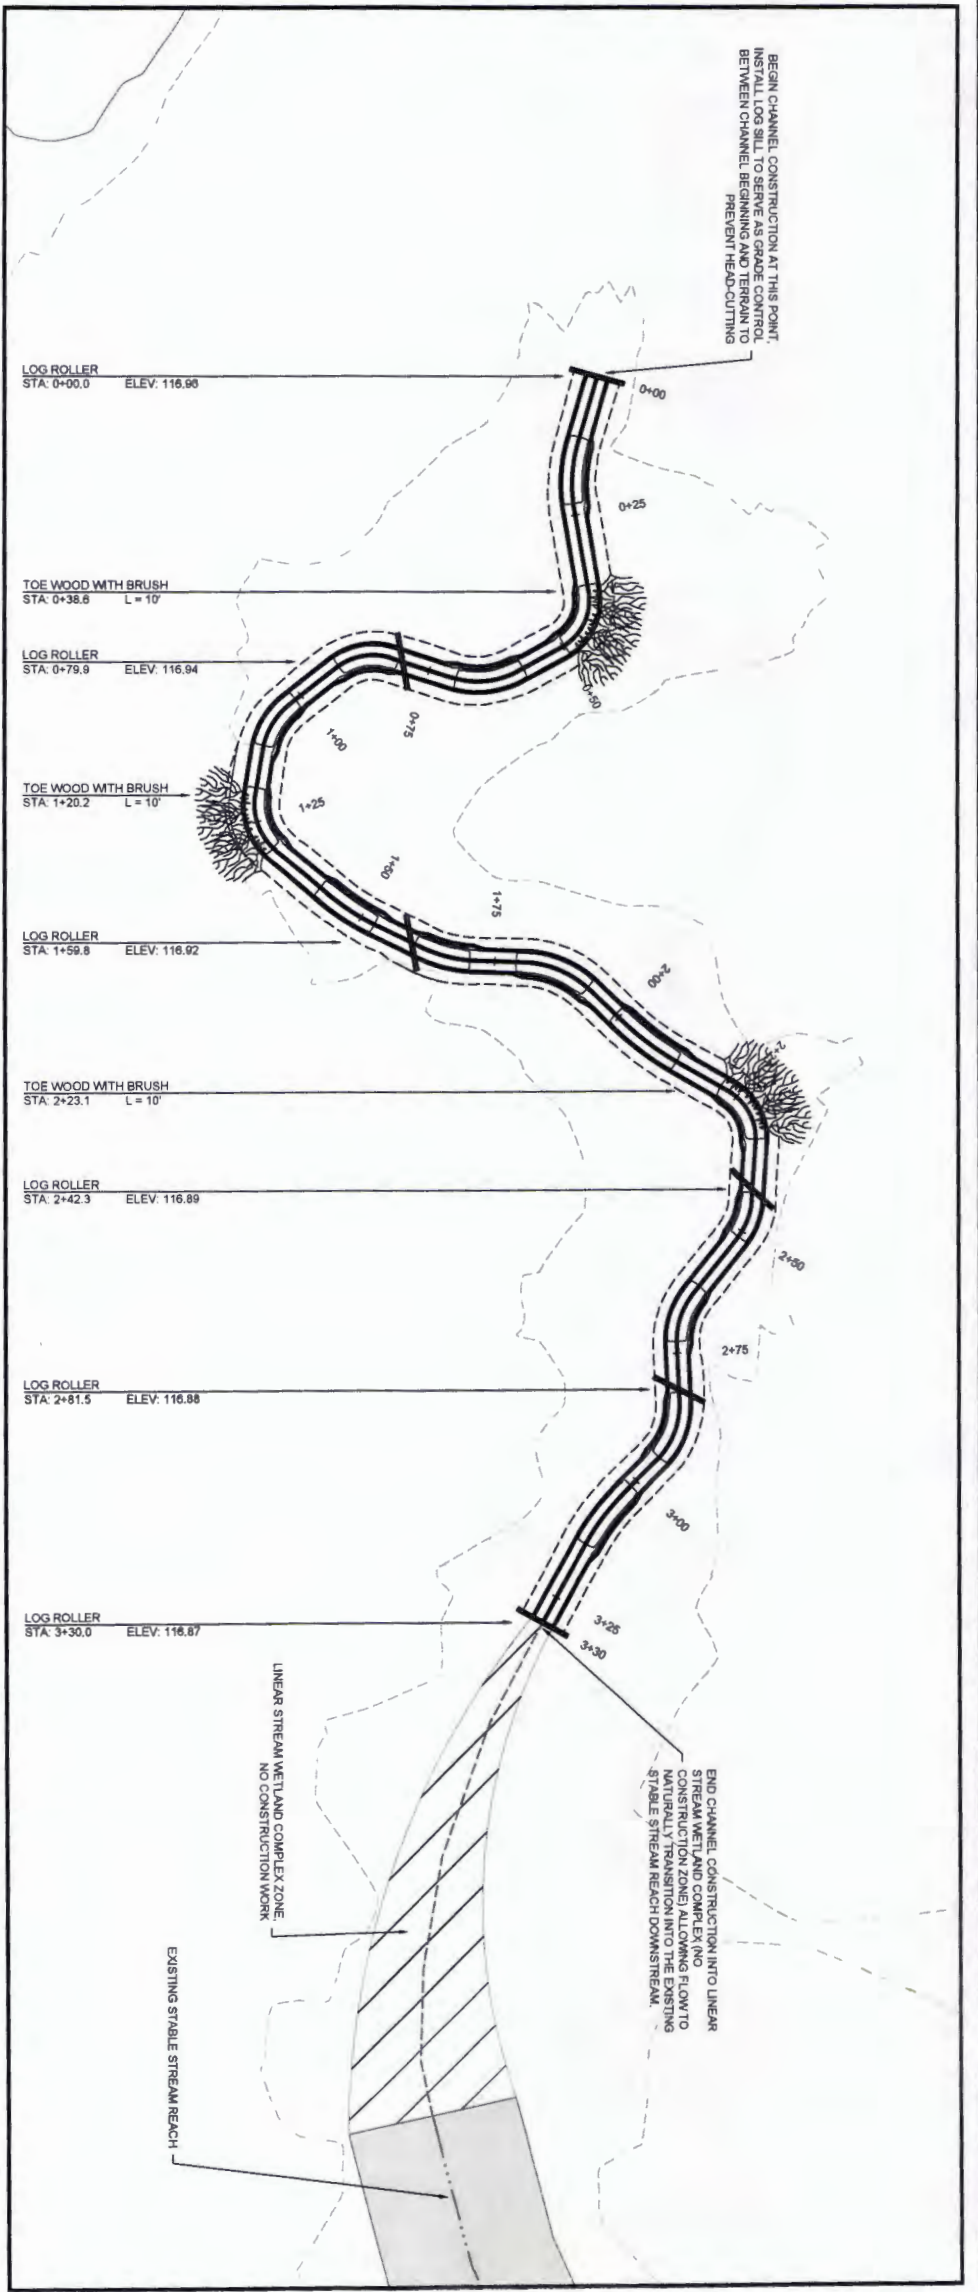 BEGIN CHANNEL CONSTRUCTION AT THIS POINT,
INSTALL LOG SILL TO SERVE AS GRADE CONTROL
BETWEEN CHANNEL BEGINNING AND TERRAIN TO
PREVENT HEAD-CUTTING
LOG ROLLER
STA: 0+00.0 ELEV: 116.96
0+00
0+25
TOE WOOD WITH BRUSH
STA: 0+38.6 L = 10'
0+50
LOG ROLLER
STA: 0+79.9 ELEV: 116.94
0+75
1+00
TOE WOOD WITH BRUSH
STA: 1+20.2 L = 10'
1+25
1+50
LOG ROLLER
STA: 1+59.8 ELEV: 116.92
1+75
2+00
TOE WOOD WITH BRUSH
STA: 2+23.1 L = 10'
LOG ROLLER
STA: 2+42.3 ELEV: 116.89
2+50
2+75
LOG ROLLER
STA: 2+81.5 ELEV: 116.88
3+00
3+25
LOG ROLLER
STA: 3+30.0 ELEV: 116.87
3+30
END CHANNEL CONSTRUCTION INTO LINEAR
STREAM WETLAND COMPLEX (NO
CONSTRUCTION ZONE) ALLOWING FLOW TO
NATURALLY TRANSITION INTO THE EXISTING
STABLE STREAM REACH DOWNSTREAM.
LINEAR STREAM WETLAND COMPLEX ZONE,
NO CONSTRUCTION WORK
EXISTING STABLE STREAM REACH